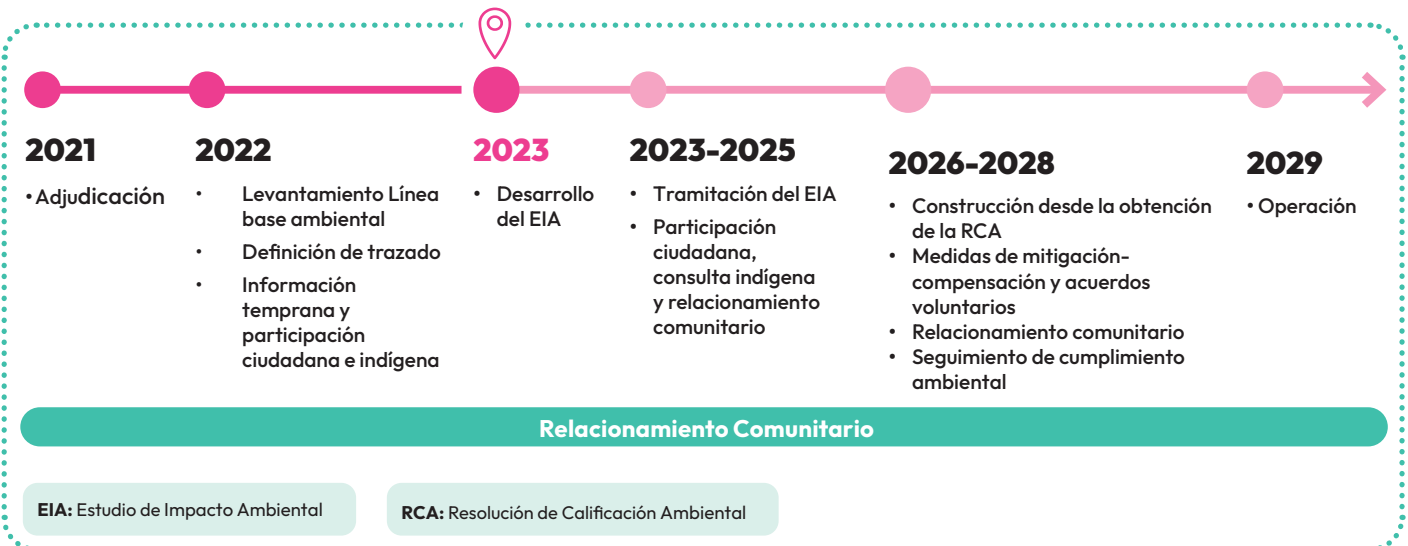 2021
• Adjudicación
2022
• Levantamiento Línea
base ambiental
• Definición de trazado
• Información
temprana y
participación
ciudadana e indígena
2023
• Desarrollo
del EIA
2023-2025
• Tramitación del EIA
• Participación
ciudadana,
consulta indígena
y relacionamiento
comunitario
2026-2028
• Construcción desde la obtención
de la RCA
• Medidas de mitigación-
compensación y acuerdos
voluntarios
• Relacionamiento comunitario
• Seguimiento de cumplimiento
ambiental
2029
• Operación
Relacionamiento Comunitario
EIA: Estudio de Impacto Ambiental
RCA: Resolución de Calificación Ambiental